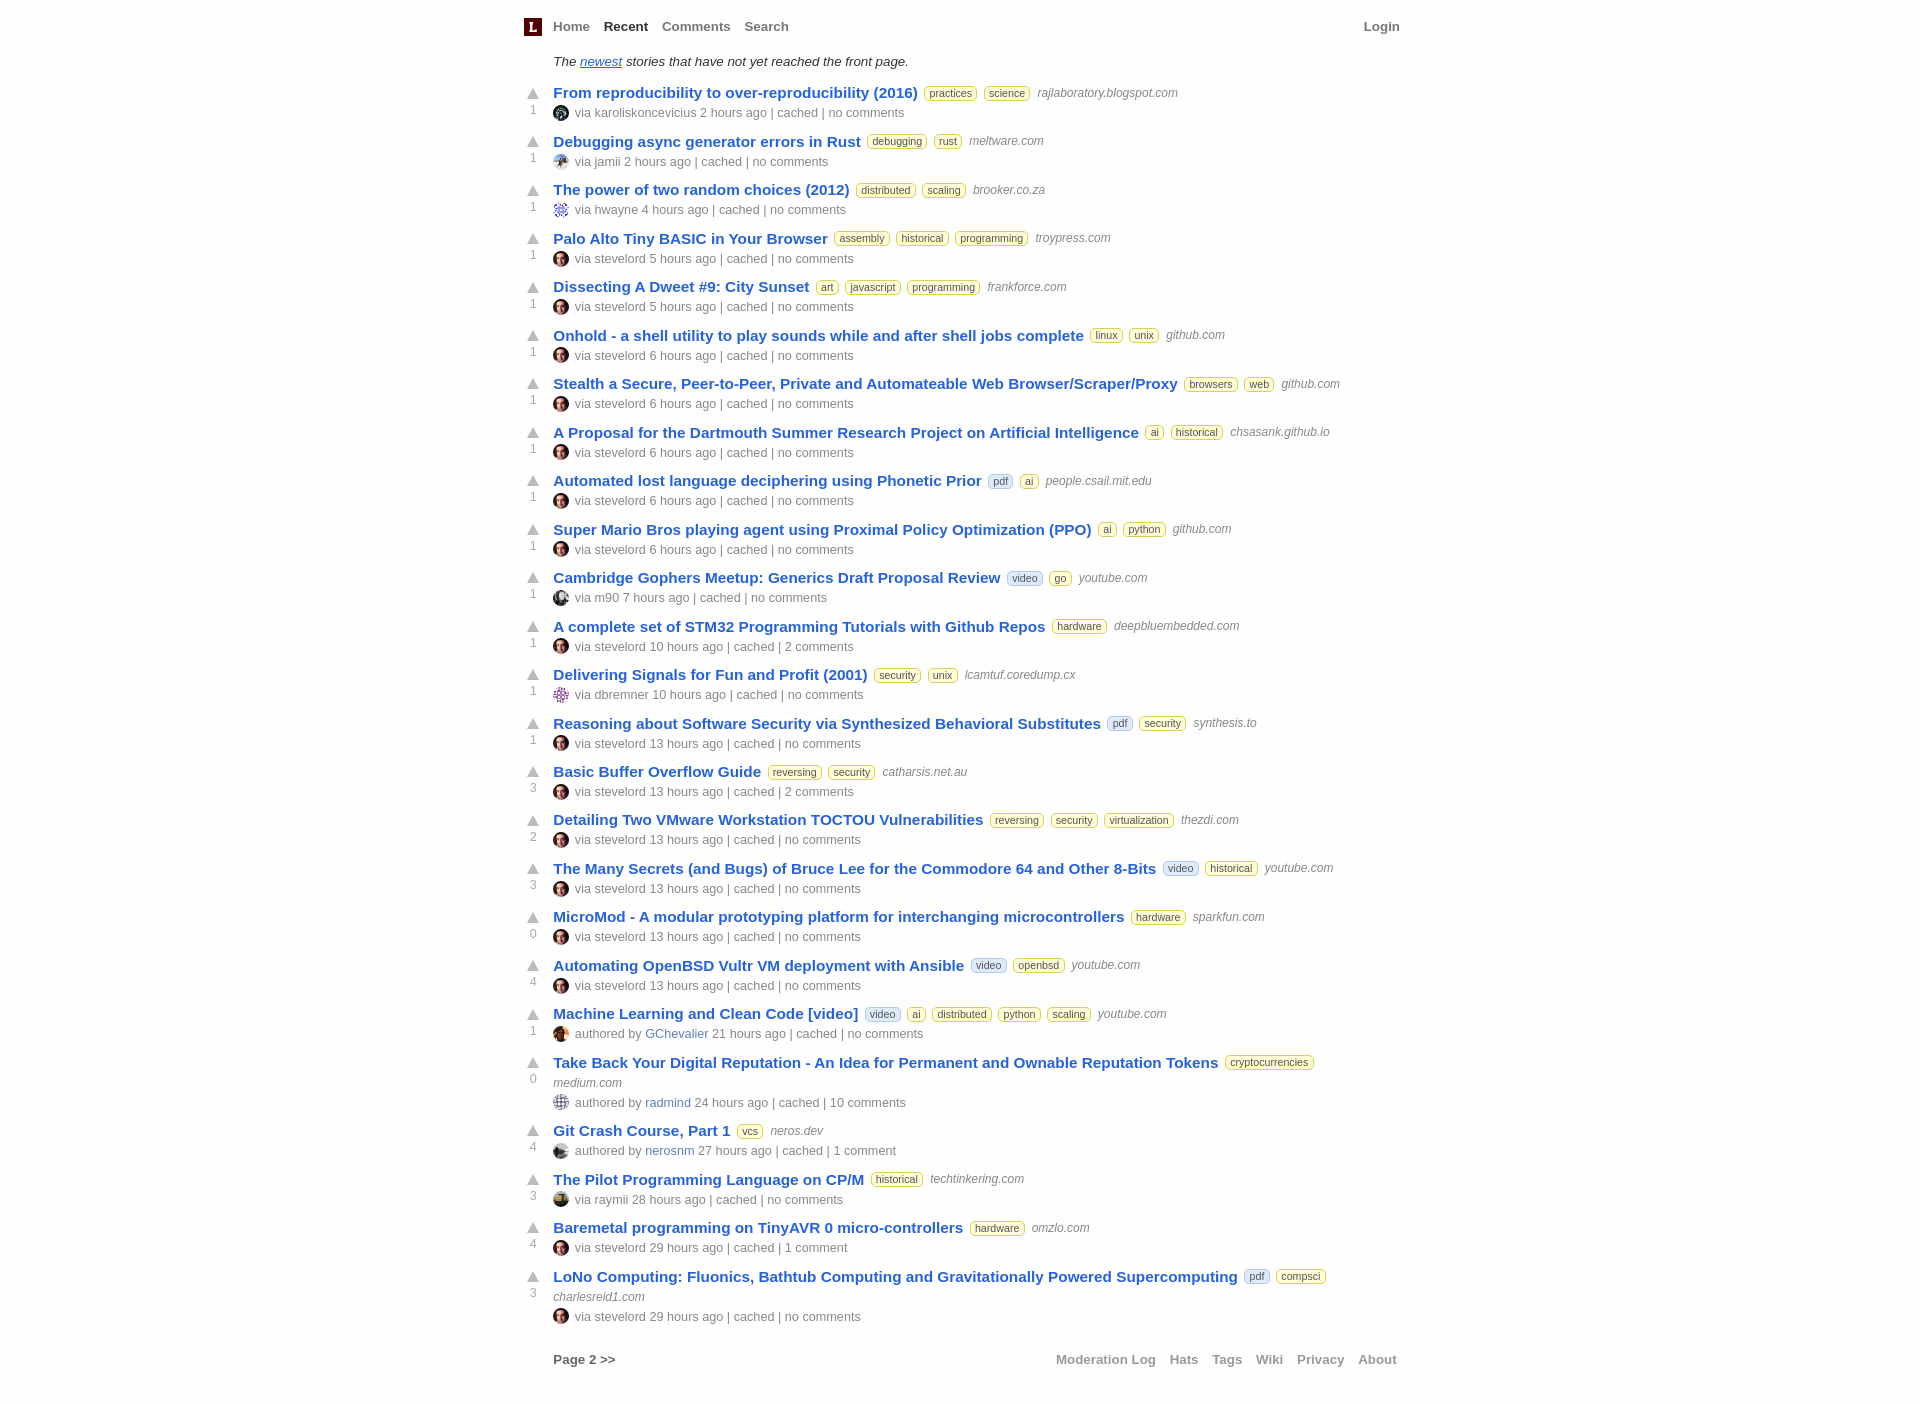 L Home Recent Comments Search Login
The newest stories that have not yet reached the front page.
From reproducibility to over-reproducibility (2016) practices science rajlaboratory.blogspot.com
1 via karoliskoncevicius 2 hours ago | cached | no comments
Debugging async generator errors in Rust debugging rust meltware.com
1 via jamii 2 hours ago | cached | no comments
The power of two random choices (2012) distributed scaling brooker.co.za
1 via hwayne 4 hours ago | cached | no comments
Palo Alto Tiny BASIC in Your Browser assembly historical programming troypress.com
1 via stevelord 5 hours ago | cached | no comments
Dissecting A Dweet #9: City Sunset art javascript programming frankforce.com
1 via stevelord 5 hours ago | cached | no comments
Onhold - a shell utility to play sounds while and after shell jobs complete linux unix github.com
1 via stevelord 6 hours ago | cached | no comments
Stealth a Secure, Peer-to-Peer, Private and Automateable Web Browser/Scraper/Proxy browsers web github.com
1 via stevelord 6 hours ago | cached | no comments
A Proposal for the Dartmouth Summer Research Project on Artificial Intelligence ai historical chsasank.github.io
1 via stevelord 6 hours ago | cached | no comments
Automated lost language deciphering using Phonetic Prior pdf ai people.csail.mit.edu
1 via stevelord 6 hours ago | cached | no comments
Super Mario Bros playing agent using Proximal Policy Optimization (PPO) ai python github.com
1 via stevelord 6 hours ago | cached | no comments
Cambridge Gophers Meetup: Generics Draft Proposal Review video go youtube.com
1 via m90 7 hours ago | cached | no comments
A complete set of STM32 Programming Tutorials with Github Repos hardware deepbluembedded.com
1 via stevelord 10 hours ago | cached | 2 comments
Delivering Signals for Fun and Profit (2001) security unix lcamtuf.coredump.cx
1 via dbremner 10 hours ago | cached | no comments
Reasoning about Software Security via Synthesized Behavioral Substitutes pdf security synthesis.to
1 via stevelord 13 hours ago | cached | no comments
Basic Buffer Overflow Guide reversing security catharsis.net.au
3 via stevelord 13 hours ago | cached | 2 comments
Detailing Two VMware Workstation TOCTOU Vulnerabilities reversing security virtualization thezdi.com
2 via stevelord 13 hours ago | cached | no comments
The Many Secrets (and Bugs) of Bruce Lee for the Commodore 64 and Other 8-Bits video historical youtube.com
3 via stevelord 13 hours ago | cached | no comments
MicroMod - A modular prototyping platform for interchanging microcontrollers hardware sparkfun.com
0 via stevelord 13 hours ago | cached | no comments
Automating OpenBSD Vultr VM deployment with Ansible video openbsd youtube.com
4 via stevelord 13 hours ago | cached | no comments
Machine Learning and Clean Code [video] video ai distributed python scaling youtube.com
1 authored by GChevalier 21 hours ago | cached | no comments
Take Back Your Digital Reputation - An Idea for Permanent and Ownable Reputation Tokens cryptocurrencies
0 medium.com
authored by radmind 24 hours ago | cached | 10 comments
Git Crash Course, Part 1 vcs neros.dev
4 authored by nerosnm 27 hours ago | cached | 1 comment
The Pilot Programming Language on CP/M historical techtinkering.com
3 via raymii 28 hours ago | cached | no comments
Baremetal programming on TinyAVR 0 micro-controllers hardware omzlo.com
4 via stevelord 29 hours ago | cached | 1 comment
LoNo Computing: Fluonics, Bathtub Computing and Gravitationally Powered Supercomputing pdf compsci
3 charlesreid1.com
via stevelord 29 hours ago | cached | no comments
Page 2 >> Moderation Log Hats Tags Wiki Privacy About